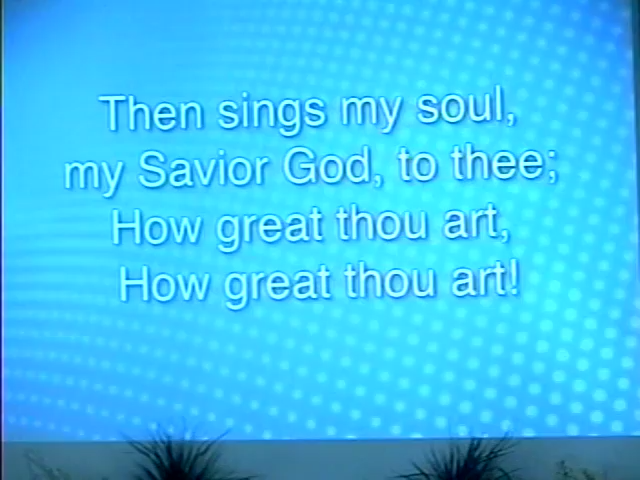 Then sings my soul,
my Savior God, to thee;
How great thou art,
How great thou art!